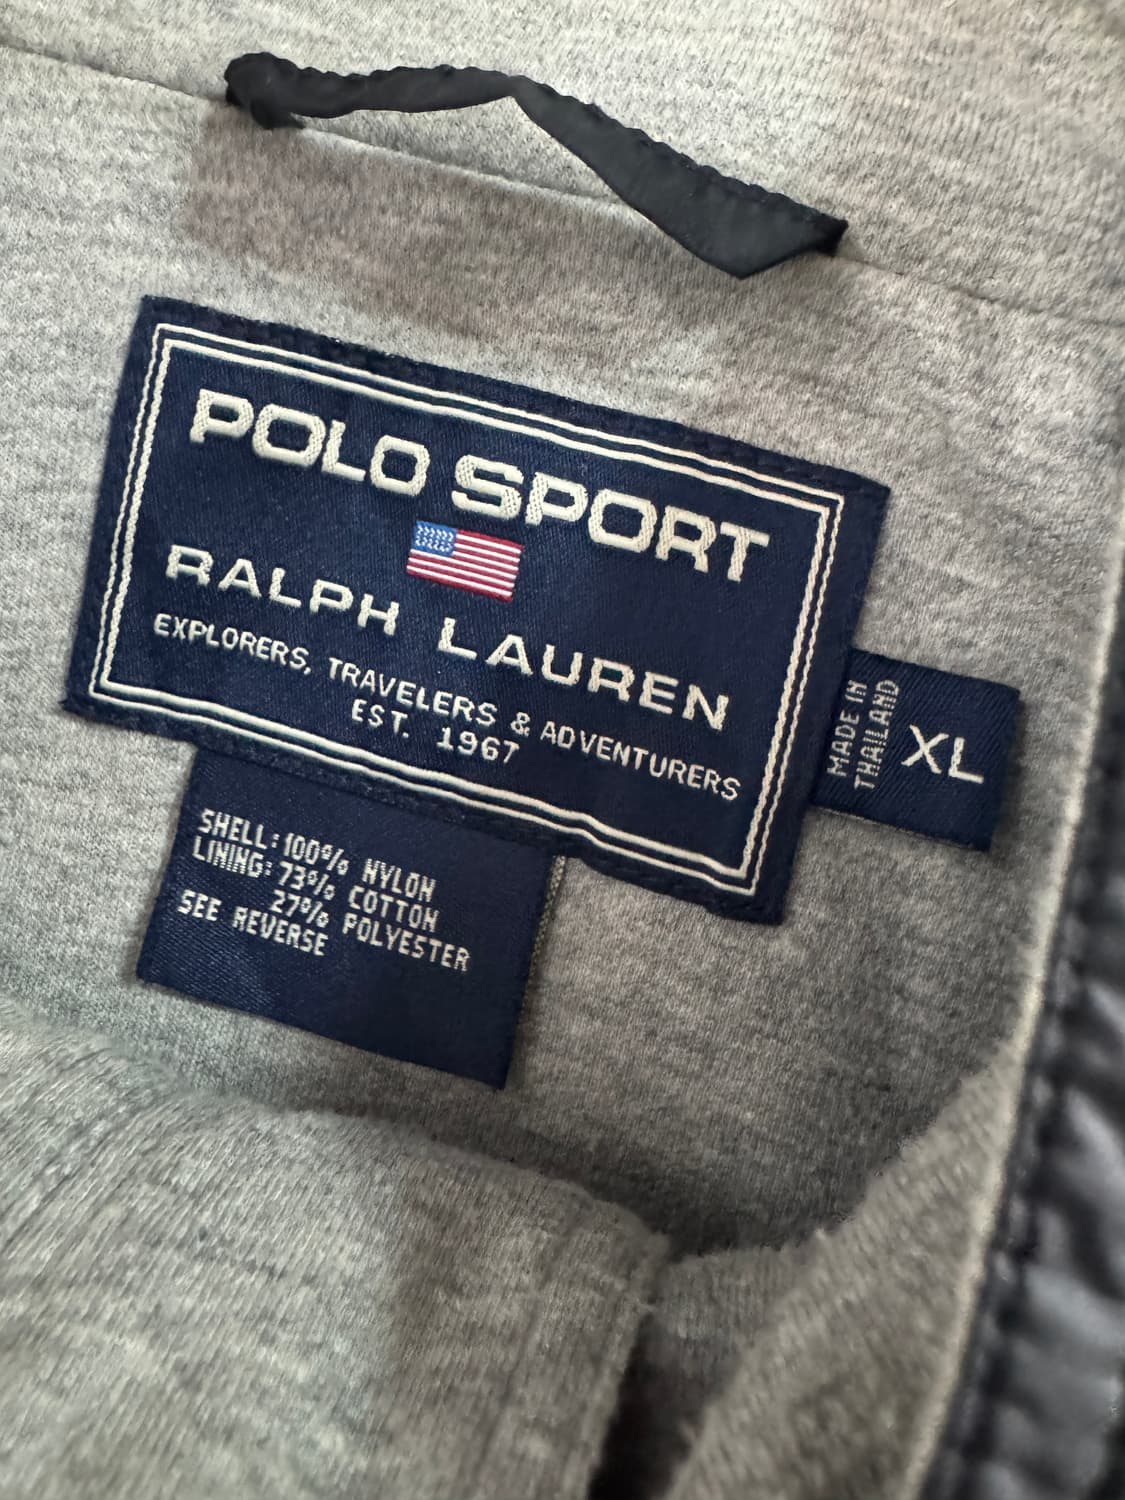 POLO SPORT
RALPH LAUREN
EXPLORERS, TRAVELERS & ADVENTURERS
EST. 1967
MADE IN
THAILAND
XL
SHELL: 100% NYLON
LINING: 73% COTTON
27% POLYESTER
SEE REVERSE